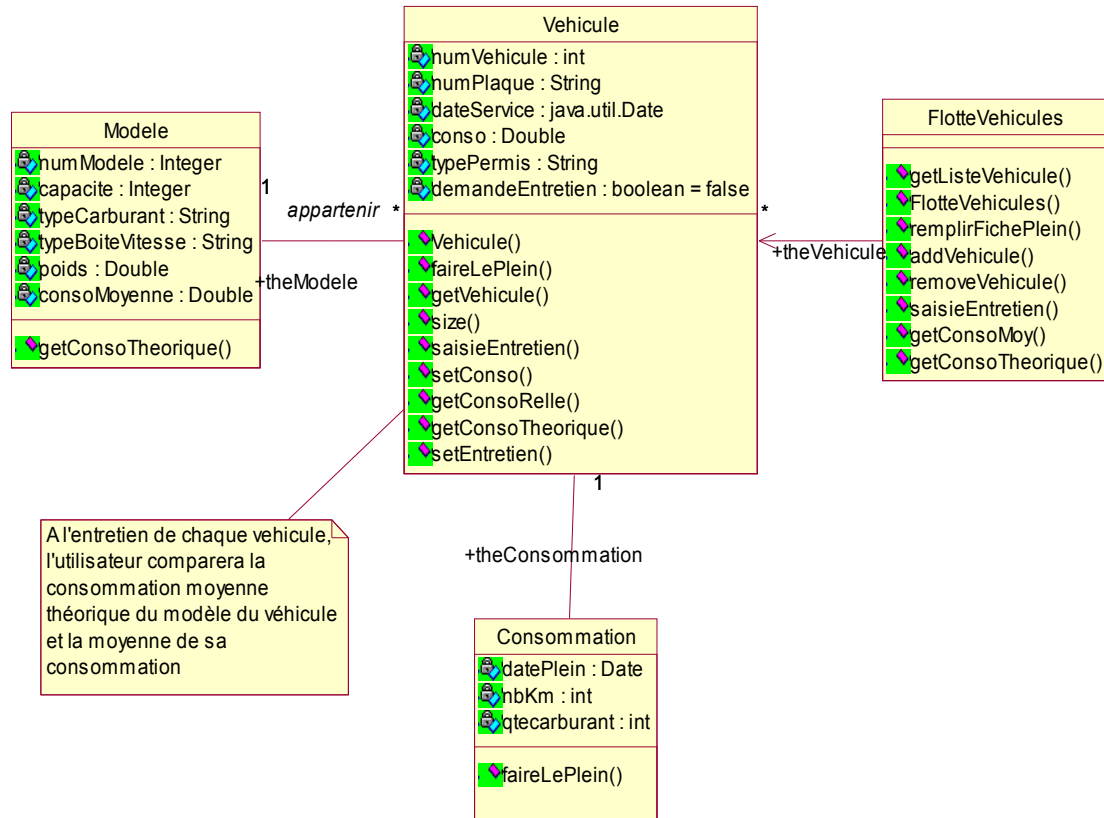 Vehicule
numVehicule : int
numPlaque : String
dateService : java.util.Date
conso : Double
typePermis : String
demandeEntretien : boolean = false
Vehicule()
faireLePlein()
getVehicule()
size()
saisieEntretien()
setConso()
getConsoRelle()
getConsoTheorique()
setEntretien()
Modele
numModele : Integer
capacite : Integer
typeCarburant : String
typeBoiteVitesse : String
poids : Double
consoMoyenne : Double
getConsoTheorique()
1
appartenir
*
+theModele
FlotteVehicules
getListeVehicule()
FlotteVehicules()
remplirFichePlein()
addVehicule()
removeVehicule()
saisieEntretien()
getConsoMoy()
getConsoTheorique()
*
+theVehicule
1
+theConsommation
A l'entretien de chaque vehicule,
l'utilisateur comparera la
consommation moyenne
théorique du modèle du véhicule
et la moyenne de sa
consommation
Consommation
datePlein : Date
nbKm : int
qtecarburant : int
faireLePlein()